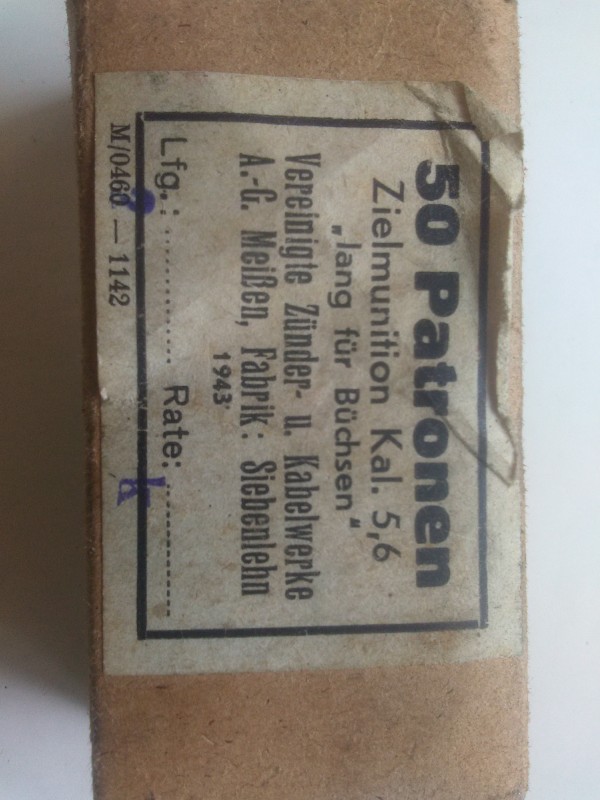 50 Patronen
Zielmunition Kal. 5,6
„lang für Büchsen“
Vereinigte Zünder- u. Kabelwerke
A.-G. Meißen, Fabrik: Siebenlehn
1943
Lfg.: ............ Rate: ............
M/0460 — 1142